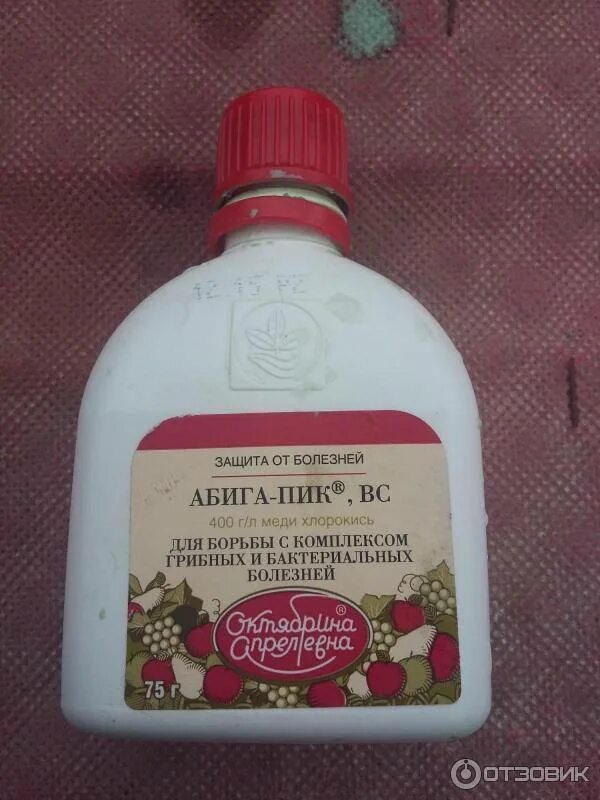 12.15
ЗАЩИТА ОТ БОЛЕЗНЕЙ
АБИГА-ПИК®, ВС
400 г/л меди хлорокись
ДЛЯ БОРЬБЫ С КОМПЛЕКСОМ
ГРИБНЫХ И БАКТЕРИАЛЬНЫХ
БОЛЕЗНЕЙ
Октябрина ®
Апрелевна
75 г
ОТЗОВИК